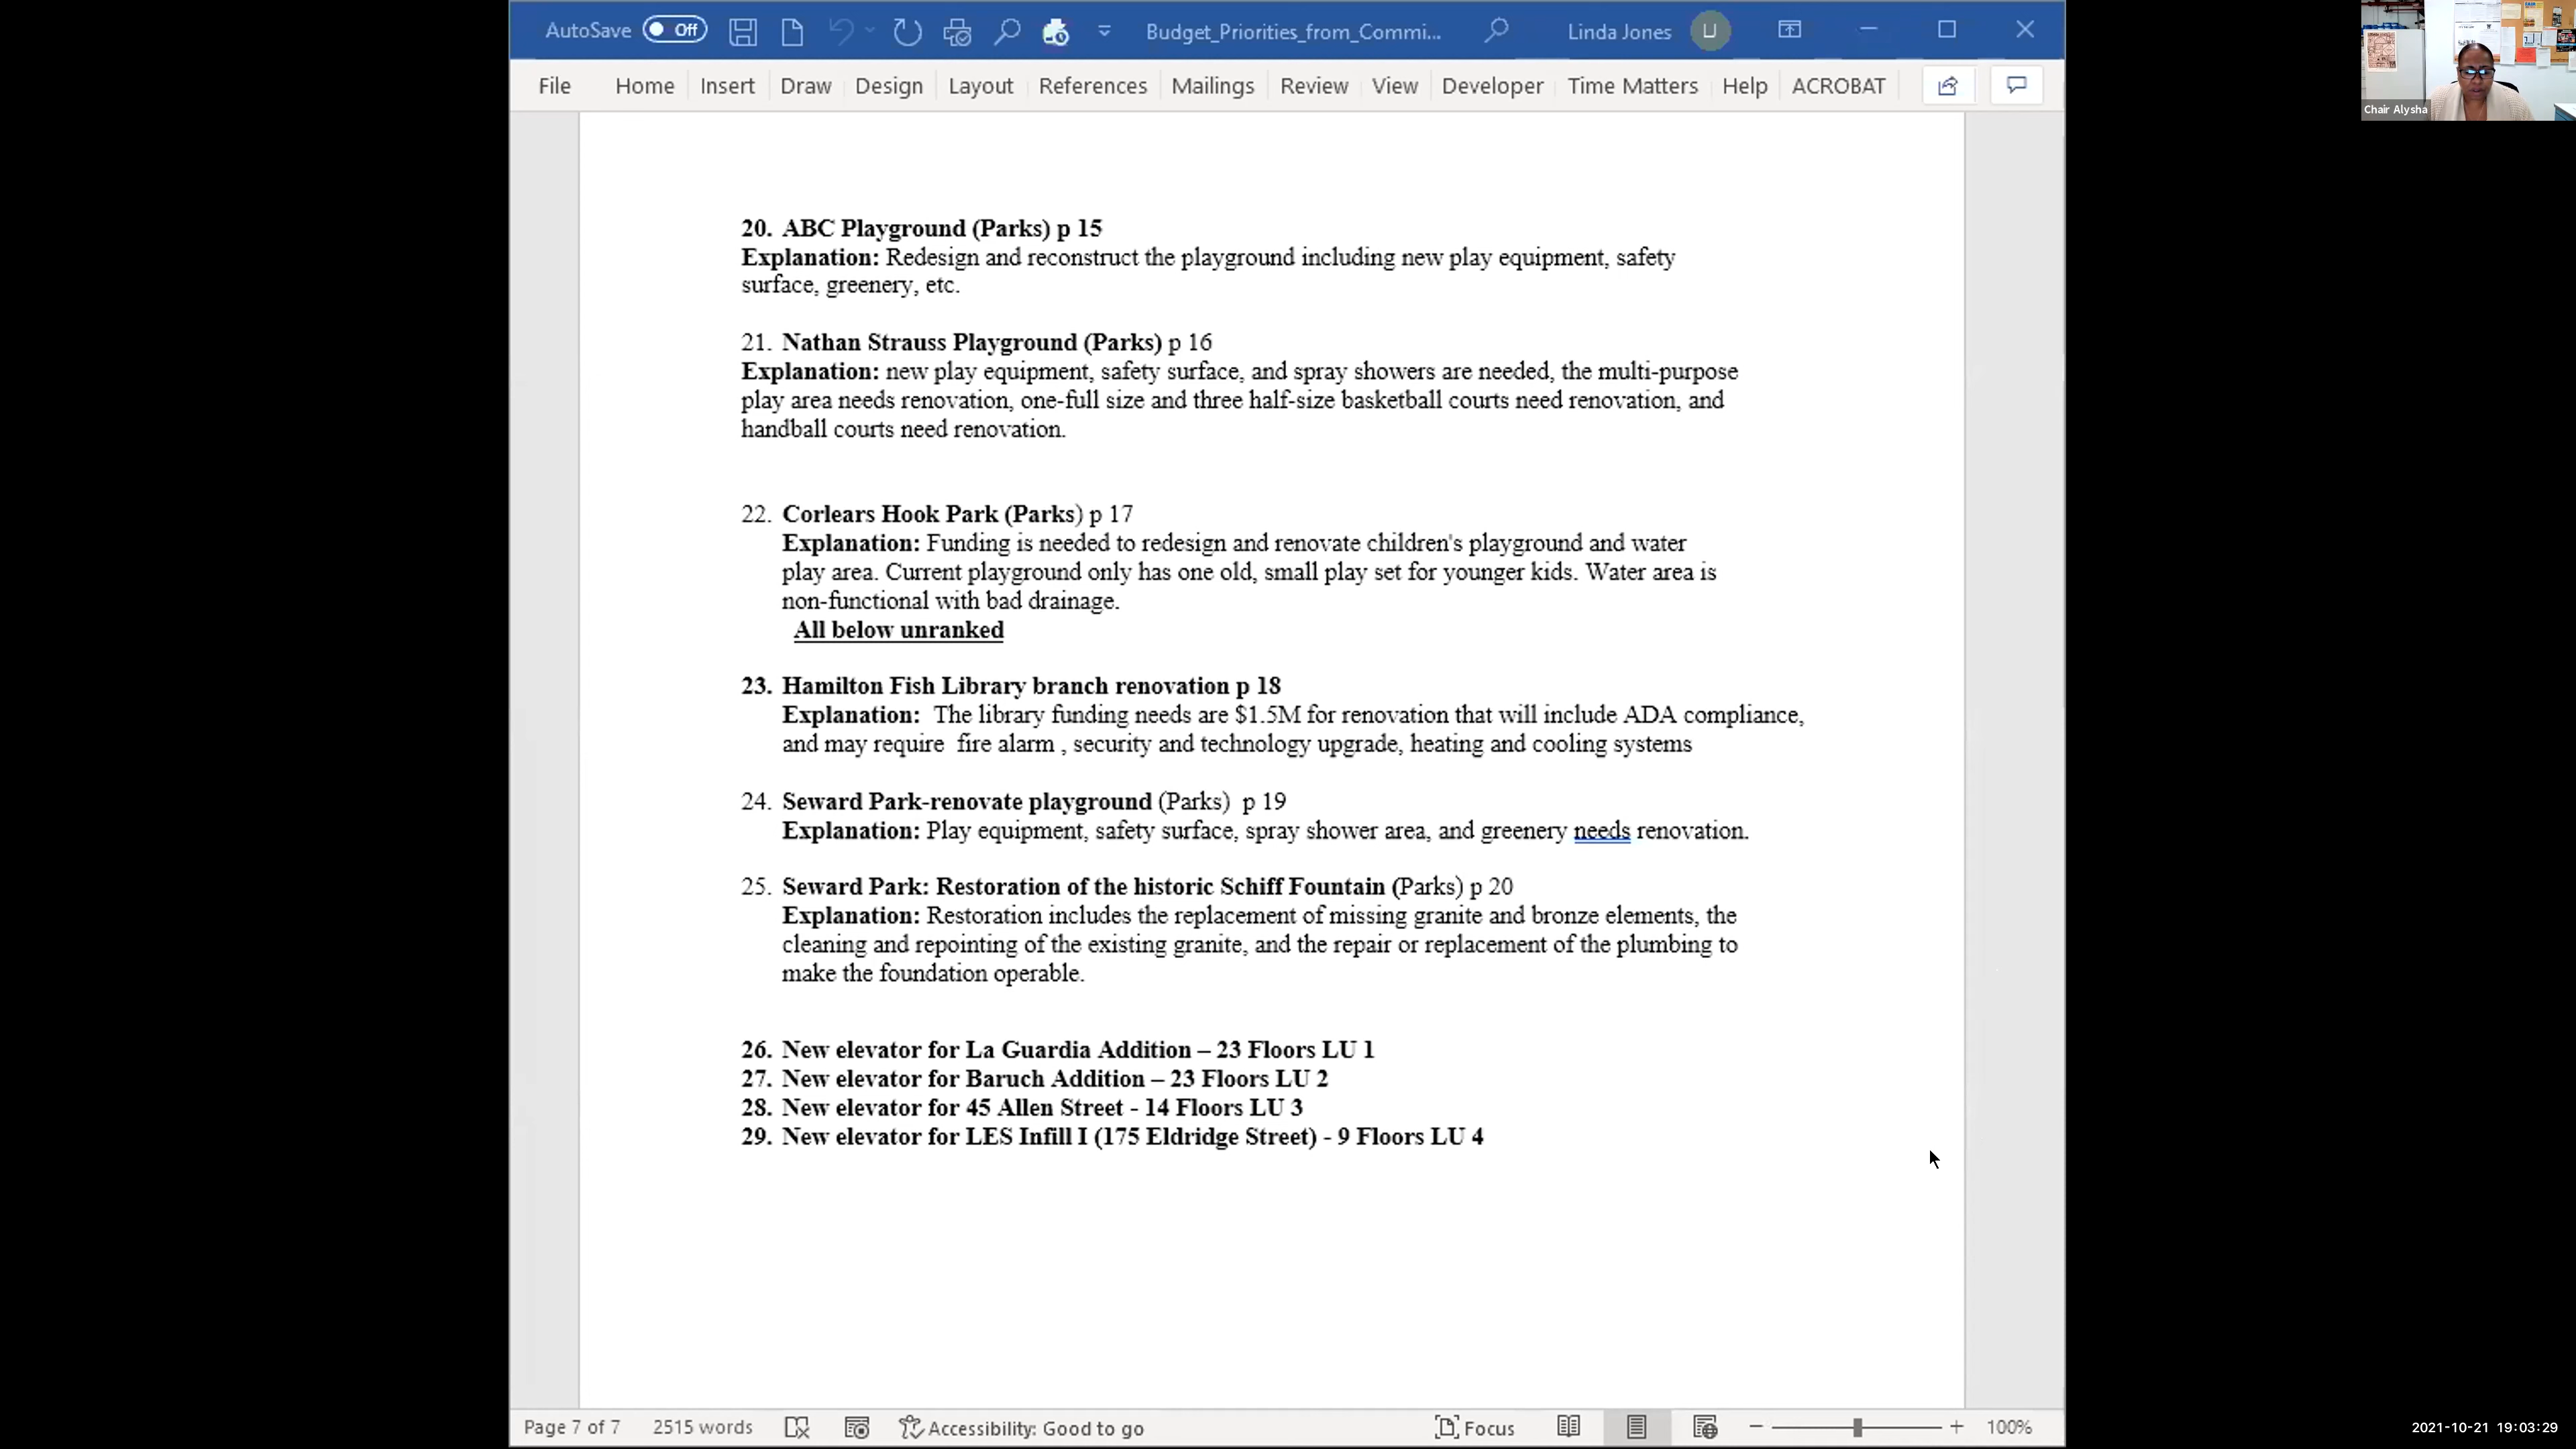 AutoSave Off Budget_Priorities_from_Commi... Linda Jones LJ
File Home Insert Draw Design Layout References Mailings Review View Developer Time Matters Help ACROBAT
Chair Alysha
20. ABC Playground (Parks) p 15
Explanation: Redesign and reconstruct the playground including new play equipment, safety
surface, greenery, etc.
21. Nathan Strauss Playground (Parks) p 16
Explanation: new play equipment, safety surface, and spray showers are needed, the multi-purpose
play area needs renovation, one-full size and three half-size basketball courts need renovation, and
handball courts need renovation.
22. Corlears Hook Park (Parks) p 17
Explanation: Funding is needed to redesign and renovate children's playground and water
play area. Current playground only has one old, small play set for younger kids. Water area is
non-functional with bad drainage.
All below unranked
23. Hamilton Fish Library branch renovation p 18
Explanation: The library funding needs are $1.5M for renovation that will include ADA compliance,
and may require fire alarm , security and technology upgrade, heating and cooling systems
24. Seward Park-renovate playground (Parks) p 19
Explanation: Play equipment, safety surface, spray shower area, and greenery needs renovation.
25. Seward Park: Restoration of the historic Schiff Fountain (Parks) p 20
Explanation: Restoration includes the replacement of missing granite and bronze elements, the
cleaning and repointing of the existing granite, and the repair or replacement of the plumbing to
make the foundation operable.
26. New elevator for La Guardia Addition – 23 Floors LU 1
27. New elevator for Baruch Addition – 23 Floors LU 2
28. New elevator for 45 Allen Street - 14 Floors LU 3
29. New elevator for LES Infill I (175 Eldridge Street) - 9 Floors LU 4
Page 7 of 7 2515 words Accessibility: Good to go Focus 100%
2021-10-21 19:03:29